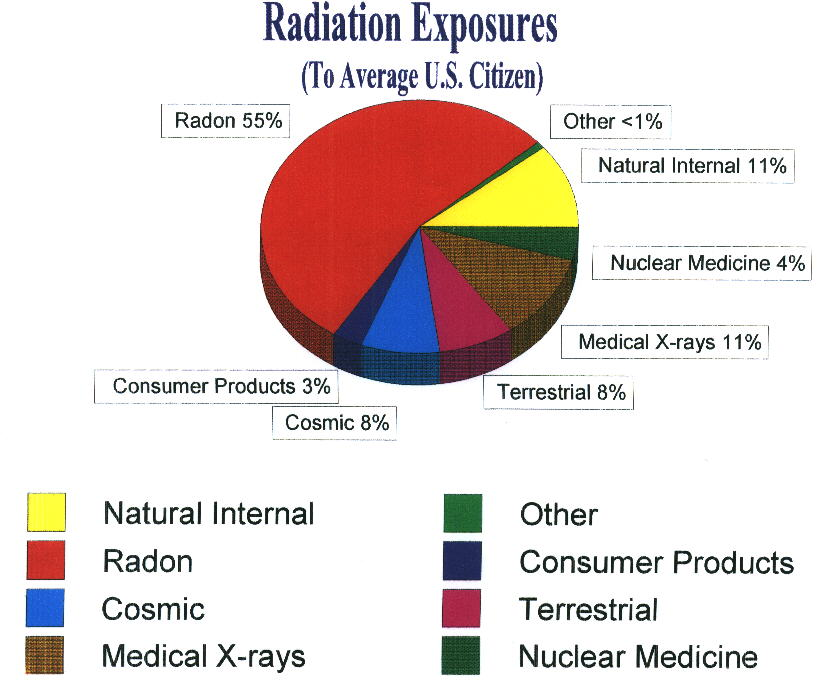 Radiation Exposures
(To Average U.S. Citizen)
Radon 55%
Other <1%
Natural Internal 11%
Nuclear Medicine 4%
Medical X-rays 11%
Consumer Products 3%
Terrestrial 8%
Cosmic 8%
Natural Internal
Other
Radon
Consumer Products
Cosmic
Terrestrial
Medical X-rays
Nuclear Medicine